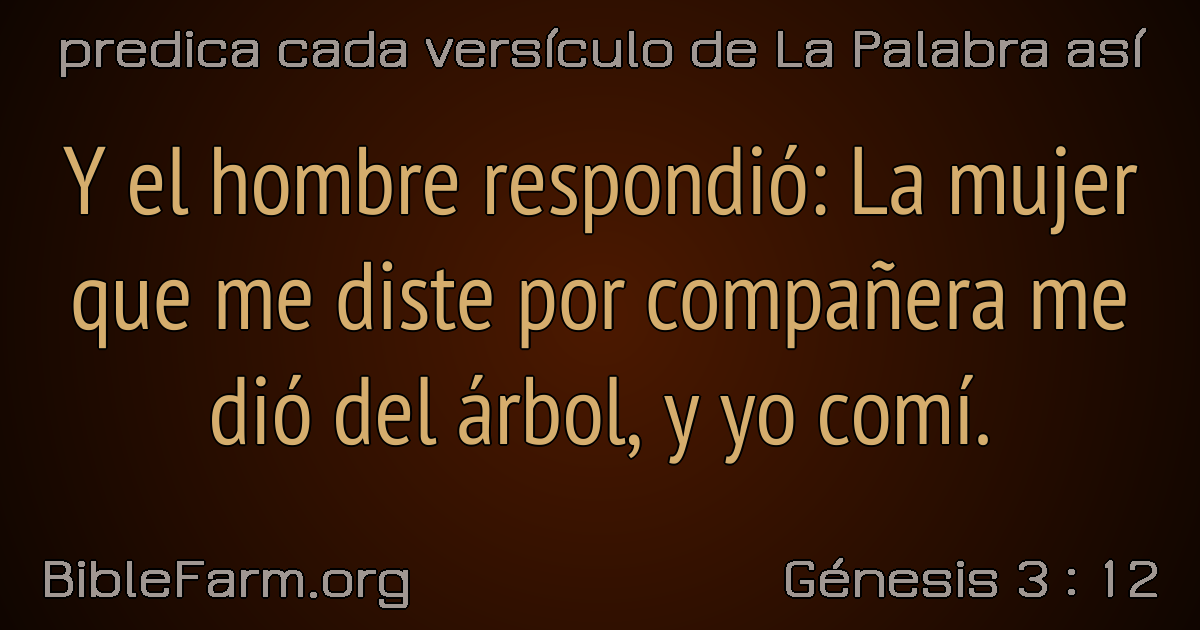 predica cada versículo de La Palabra así
Y el hombre respondió: La mujer
que me diste por compañera me
dió del árbol, y yo comí.
BibleFarm.org
Génesis 3 : 12